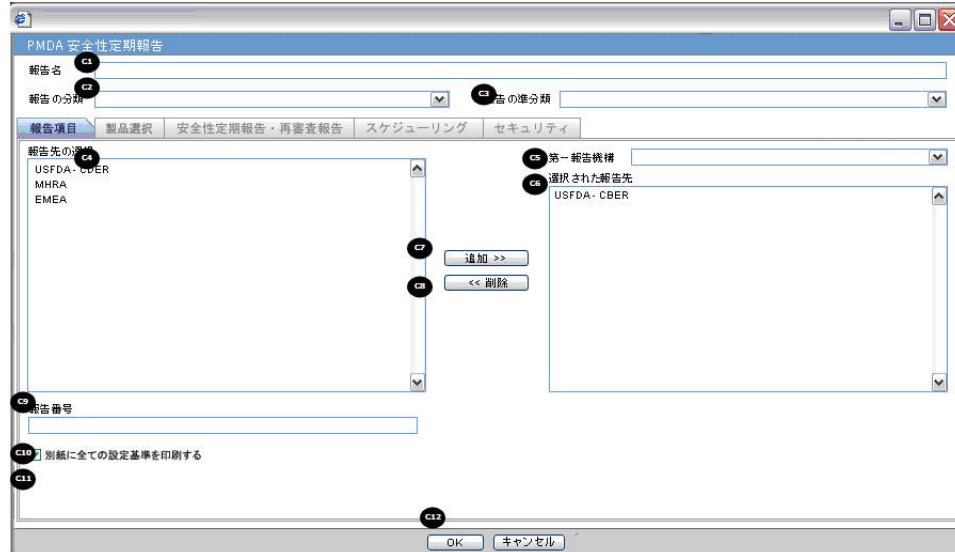 PMDA 安全性定期報告
C1
報告名
C2
報告の分類
C3
告の準分類
報告項目 製品選択 安全性定期報告・再審査報告 スケジューリング セキュリティ
報告先の選
C4
C5
第一報告機構
USFDA- CDER
MHRA
EMEA
C6
選択された報告先
USFDA- CBER
C7
追加 >>
C8
<< 削除
C9
報告番号
C10
別紙に全ての設定基準を印刷する
C11
C12
OK キャンセル